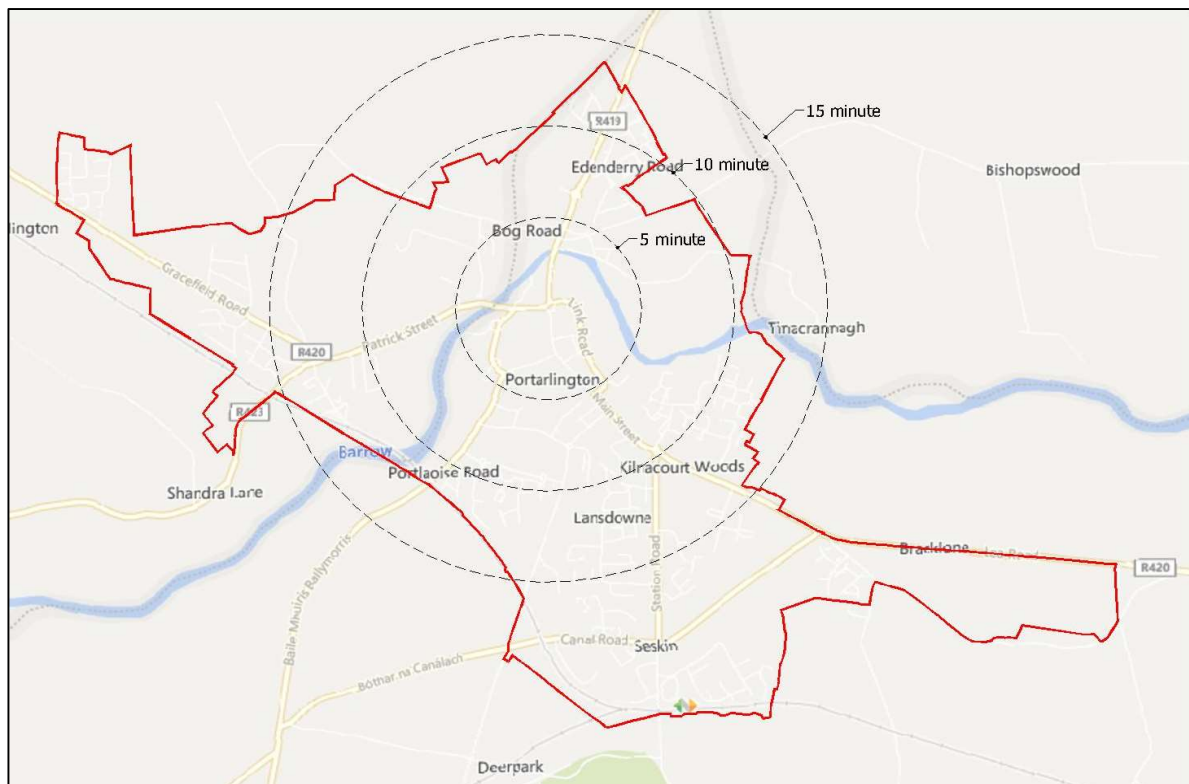 15 minute
R419
10 minute
Edenderry Road
Bishopswood
lington
Bog Road
5 minute
Gracefield Road
Link Road
Tinacrannagh
Patrick Street
R420
Portarlington
Main Street
R423
Barrow
Portlaoise Road
Kilracourt Woods
Shandra Lane
Lansdowne
Bracklone
Road
R420
Station Road
Baile Mhuiris Ballymorris
Canal Road
Seskin
Bóthar na Canálach
Deerpark